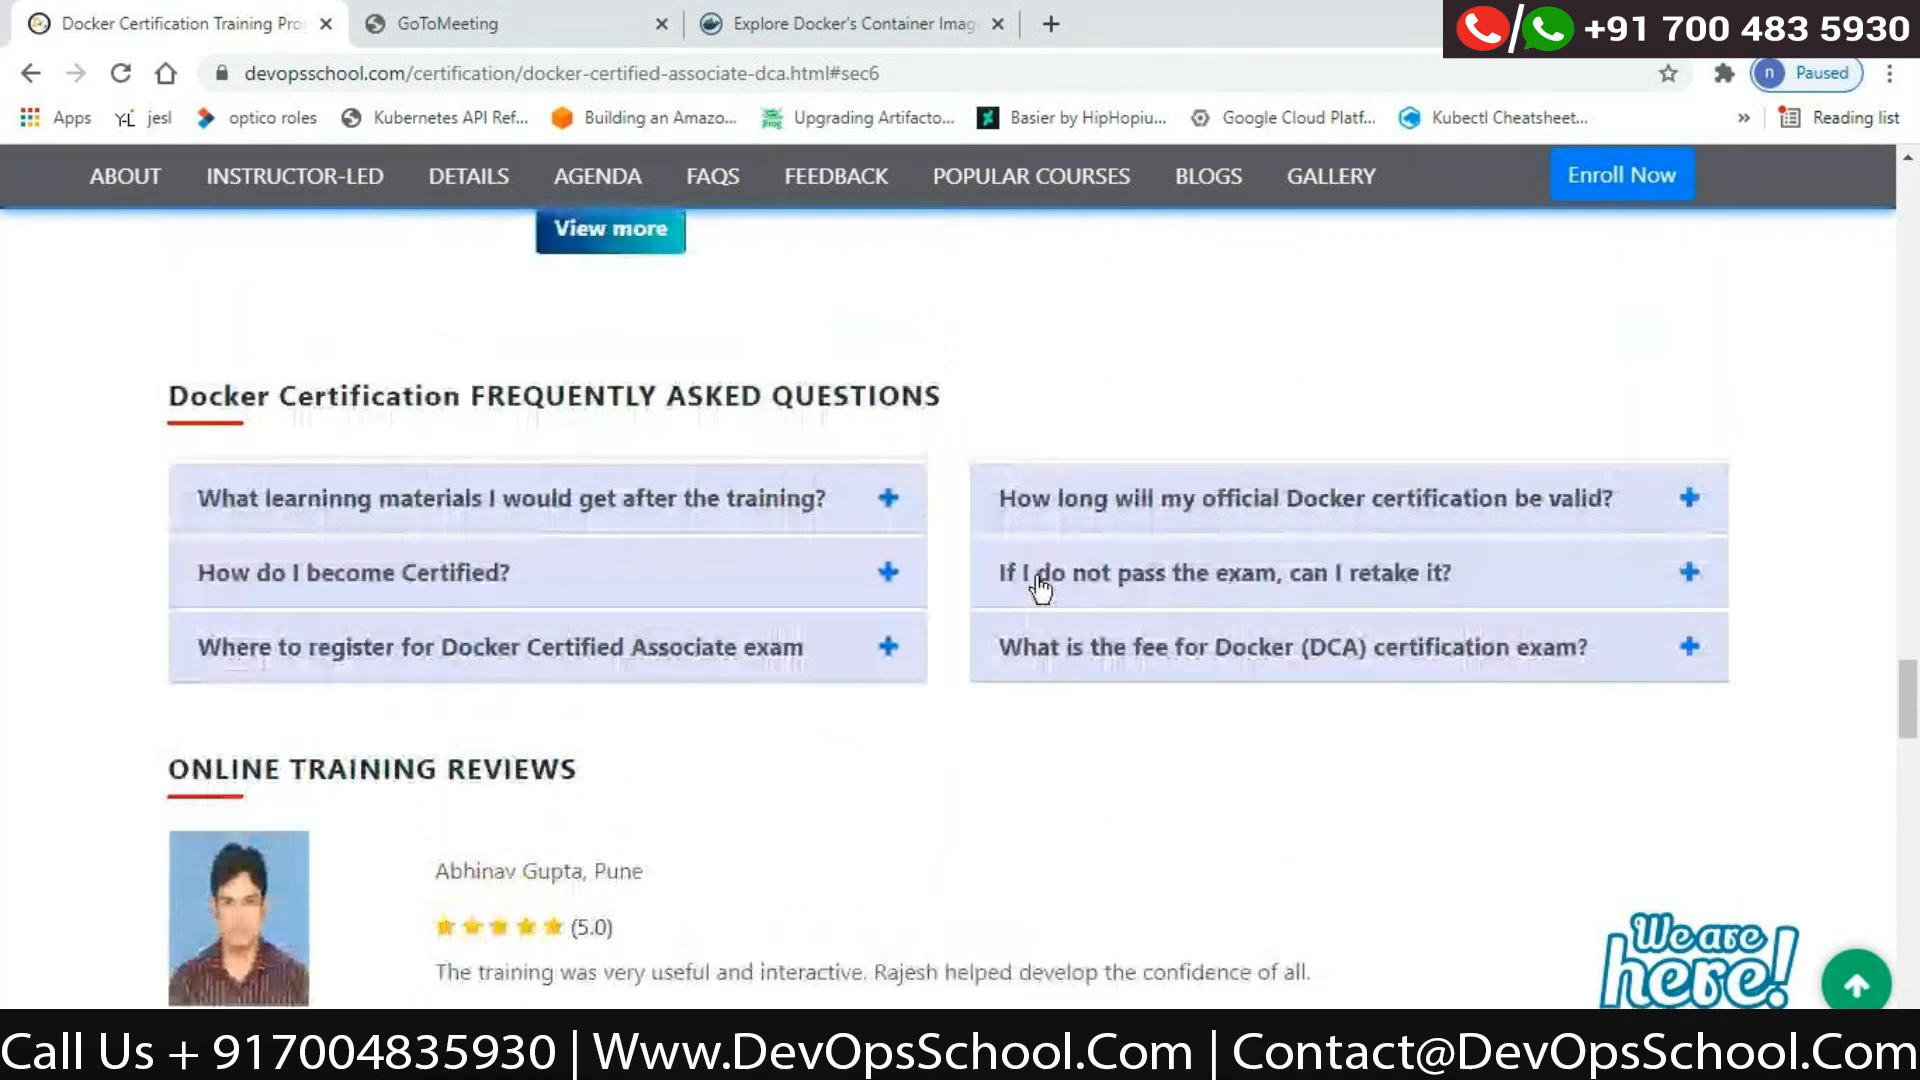 Docker Certification Training Pro
GoToMeeting
Explore Docker's Container Imag
+91 700 483 5930
devopsschool.com/certification/docker-certified-associate-dca.html#sec6
n
Paused
Apps
jesl
optico roles
Kubernetes API Ref...
Building an Amazo...
Upgrading Artifacto...
Basier by HipHopiu...
Google Cloud Platf...
Kubectl Cheatsheet...
»
Reading list
ABOUT
INSTRUCTOR-LED
DETAILS
AGENDA
FAQS
FEEDBACK
POPULAR COURSES
BLOGS
GALLERY
Enroll Now
View more
Docker Certification FREQUENTLY ASKED QUESTIONS
What learninng materials I would get after the training?
How long will my official Docker certification be valid?
How do I become Certified?
If I do not pass the exam, can I retake it?
Where to register for Docker Certified Associate exam
What is the fee for Docker (DCA) certification exam?
ONLINE TRAINING REVIEWS
Abhinav Gupta, Pune
(5.0)
The training was very useful and interactive. Rajesh helped develop the confidence of all.
We are
here!
Call Us + 917004835930 | Www.DevOpsSchool.Com | Contact@DevOpsSchool.Com